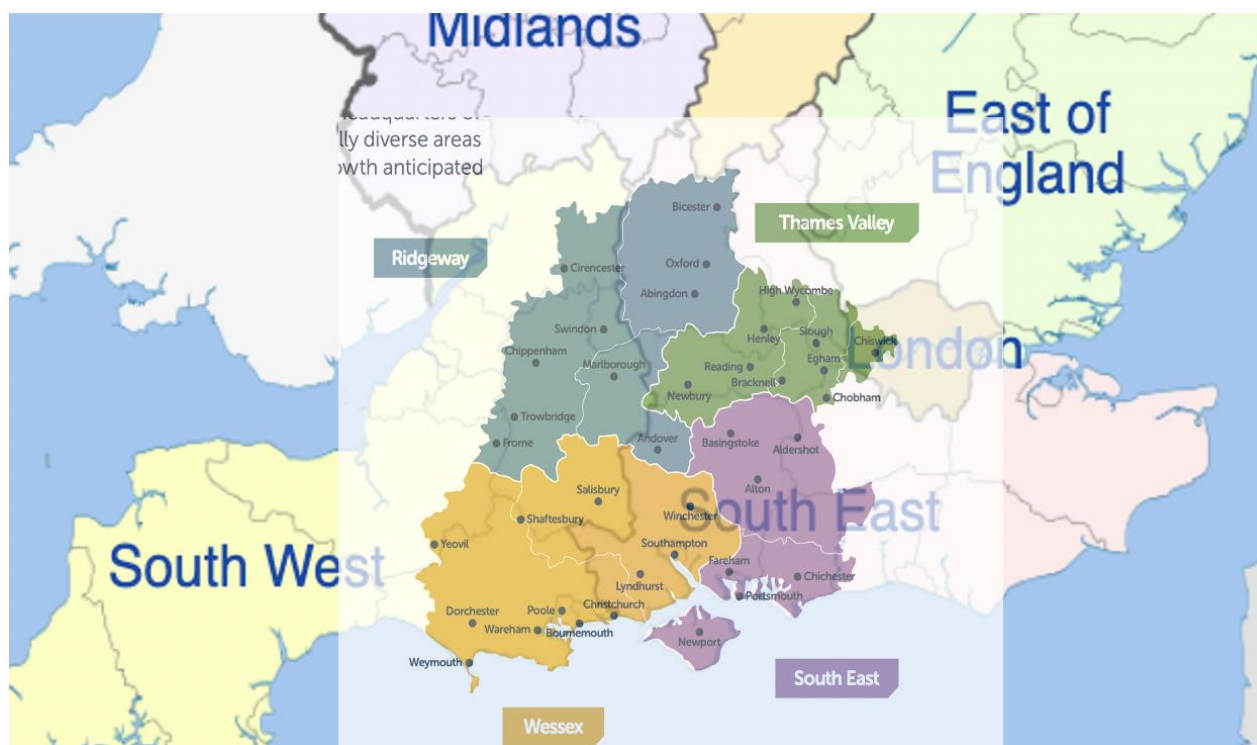 Midlands
East of
England
lly diverse areas
wth anticipated
Bicester
Thames Valley
Ridgeway
Oxford
Cirencester
Abingdon
High Wycombe
Swindon
Henley
Slough
Chiswick
London
Chippenham
Marlborough
Reading
Egham
Bracknell
Newbury
Chobham
Trowbridge
Frome
Andover
Basingstoke
Aldershot
Alton
Salisbury
Winchester
South East
Shaftesbury
Yeovil
Southampton
South West
Fareham
Chichester
Lyndhurst
Portsmouth
Christchurch
Poole
Dorchester
Wareham
Bournemouth
Newport
Weymouth
South East
Wessex